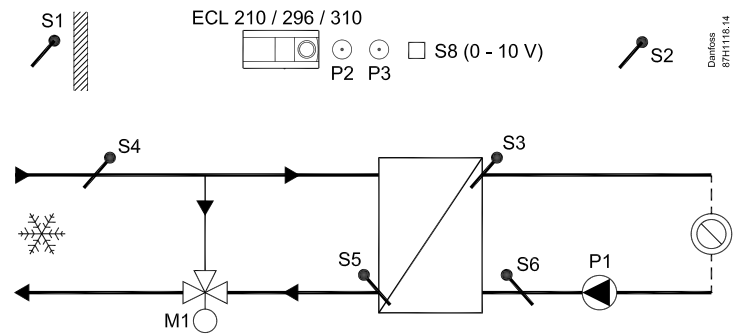 S1
ECL 210 / 296 / 310
P2
P3
S8 (0 - 10 V)
S2
Danfoss
87H1118.14
S4
S3
S5
S6
P1
M1